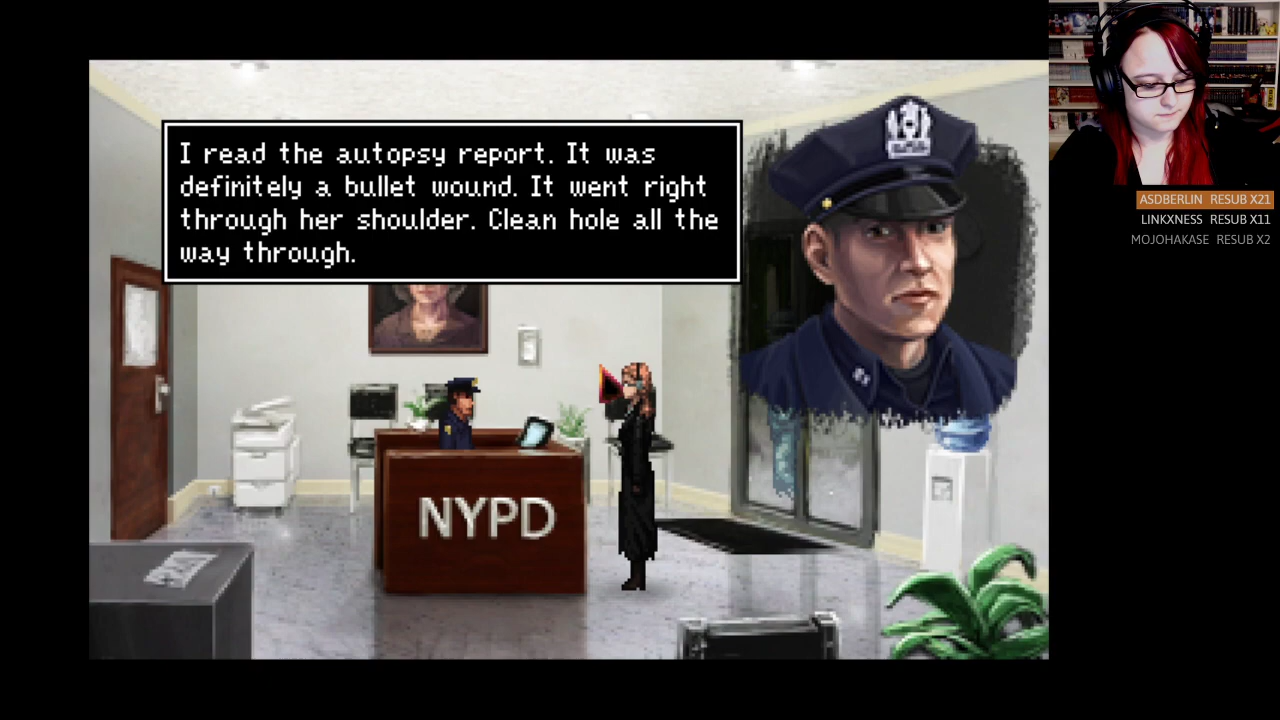 I read the autopsy report. It was
definitely a bullet wound. It went right
through her shoulder. Clean hole all the
way through.
ASDBERLIN RESUB X21
LINKXNESS RESUB X11
MOJOHAKASE RESUB X2
NYPD